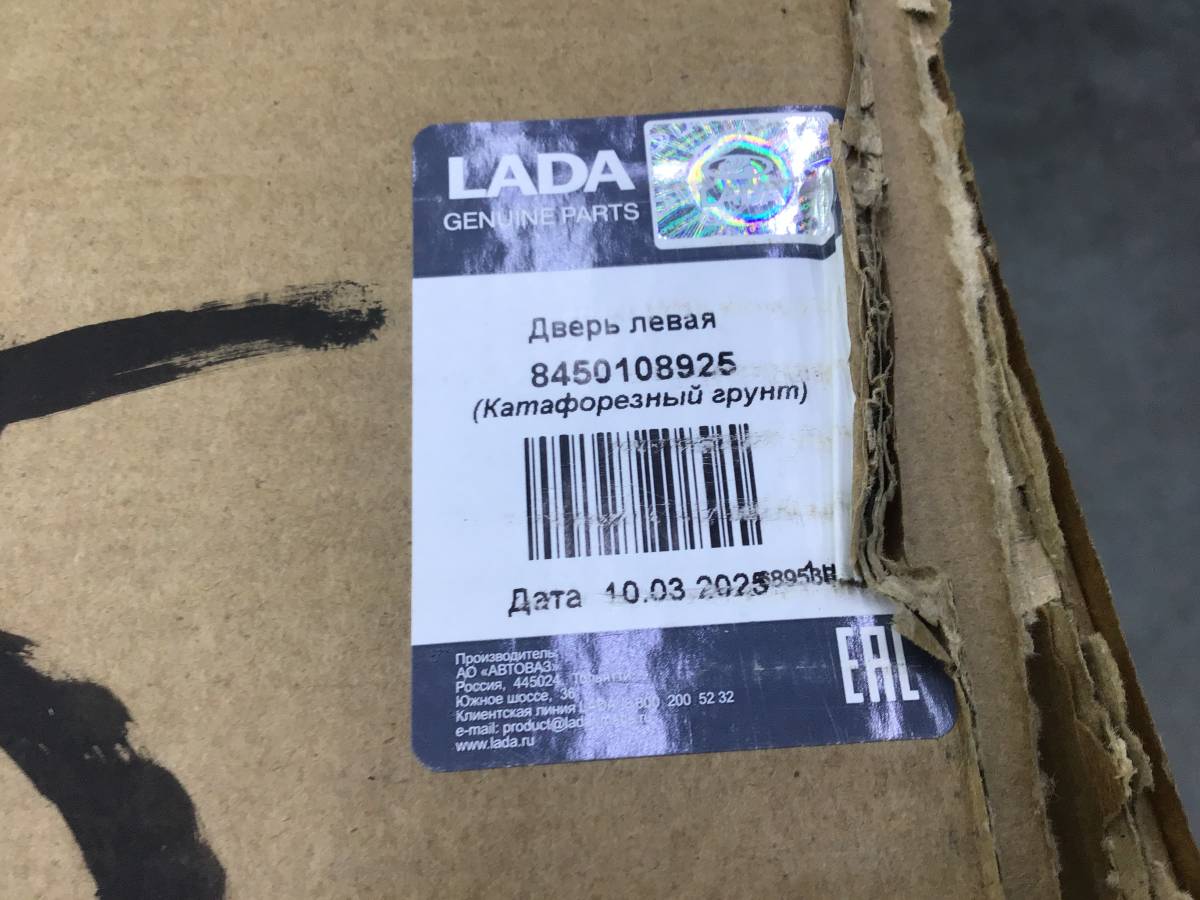 LADA
GENUINE PARTS
Дверь левая
8450108925
(Катафорезный грунт)
Дата 10.03 2025
Производитель:
АО «АВТОВАЗ»
Россия, 445024,
Южное шоссе, 36
Клиентская линия LADA 800 200 52 32
e-mail:
www.lada.ru
EAC